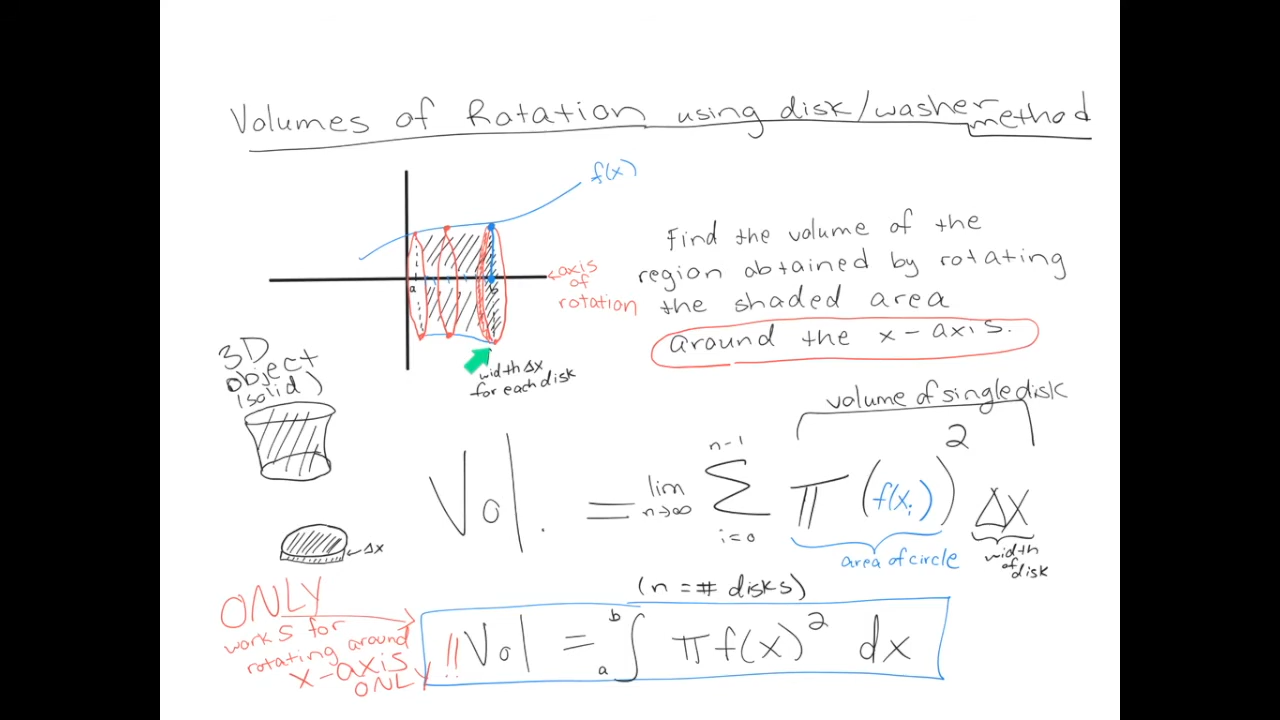 Volumes of Rotation using disk/washer method
f(x)
a
b
axis
of
rotation
width Δx
for each disk
Find the volume of the
region obtained by rotating
the shaded area
around the x-axis.
3D
object
(solid)
Δx
volume of single disk
Vol. = lim n→∞ n-1 Σ i=0 π (f(xᵢ))² Δx
area of circle
width
of
disk
(n = # disks)
ONLY
works for
rotating around
x-axis
ONLY
!! Vol = ∫ₐᵇ π f(x)² dx